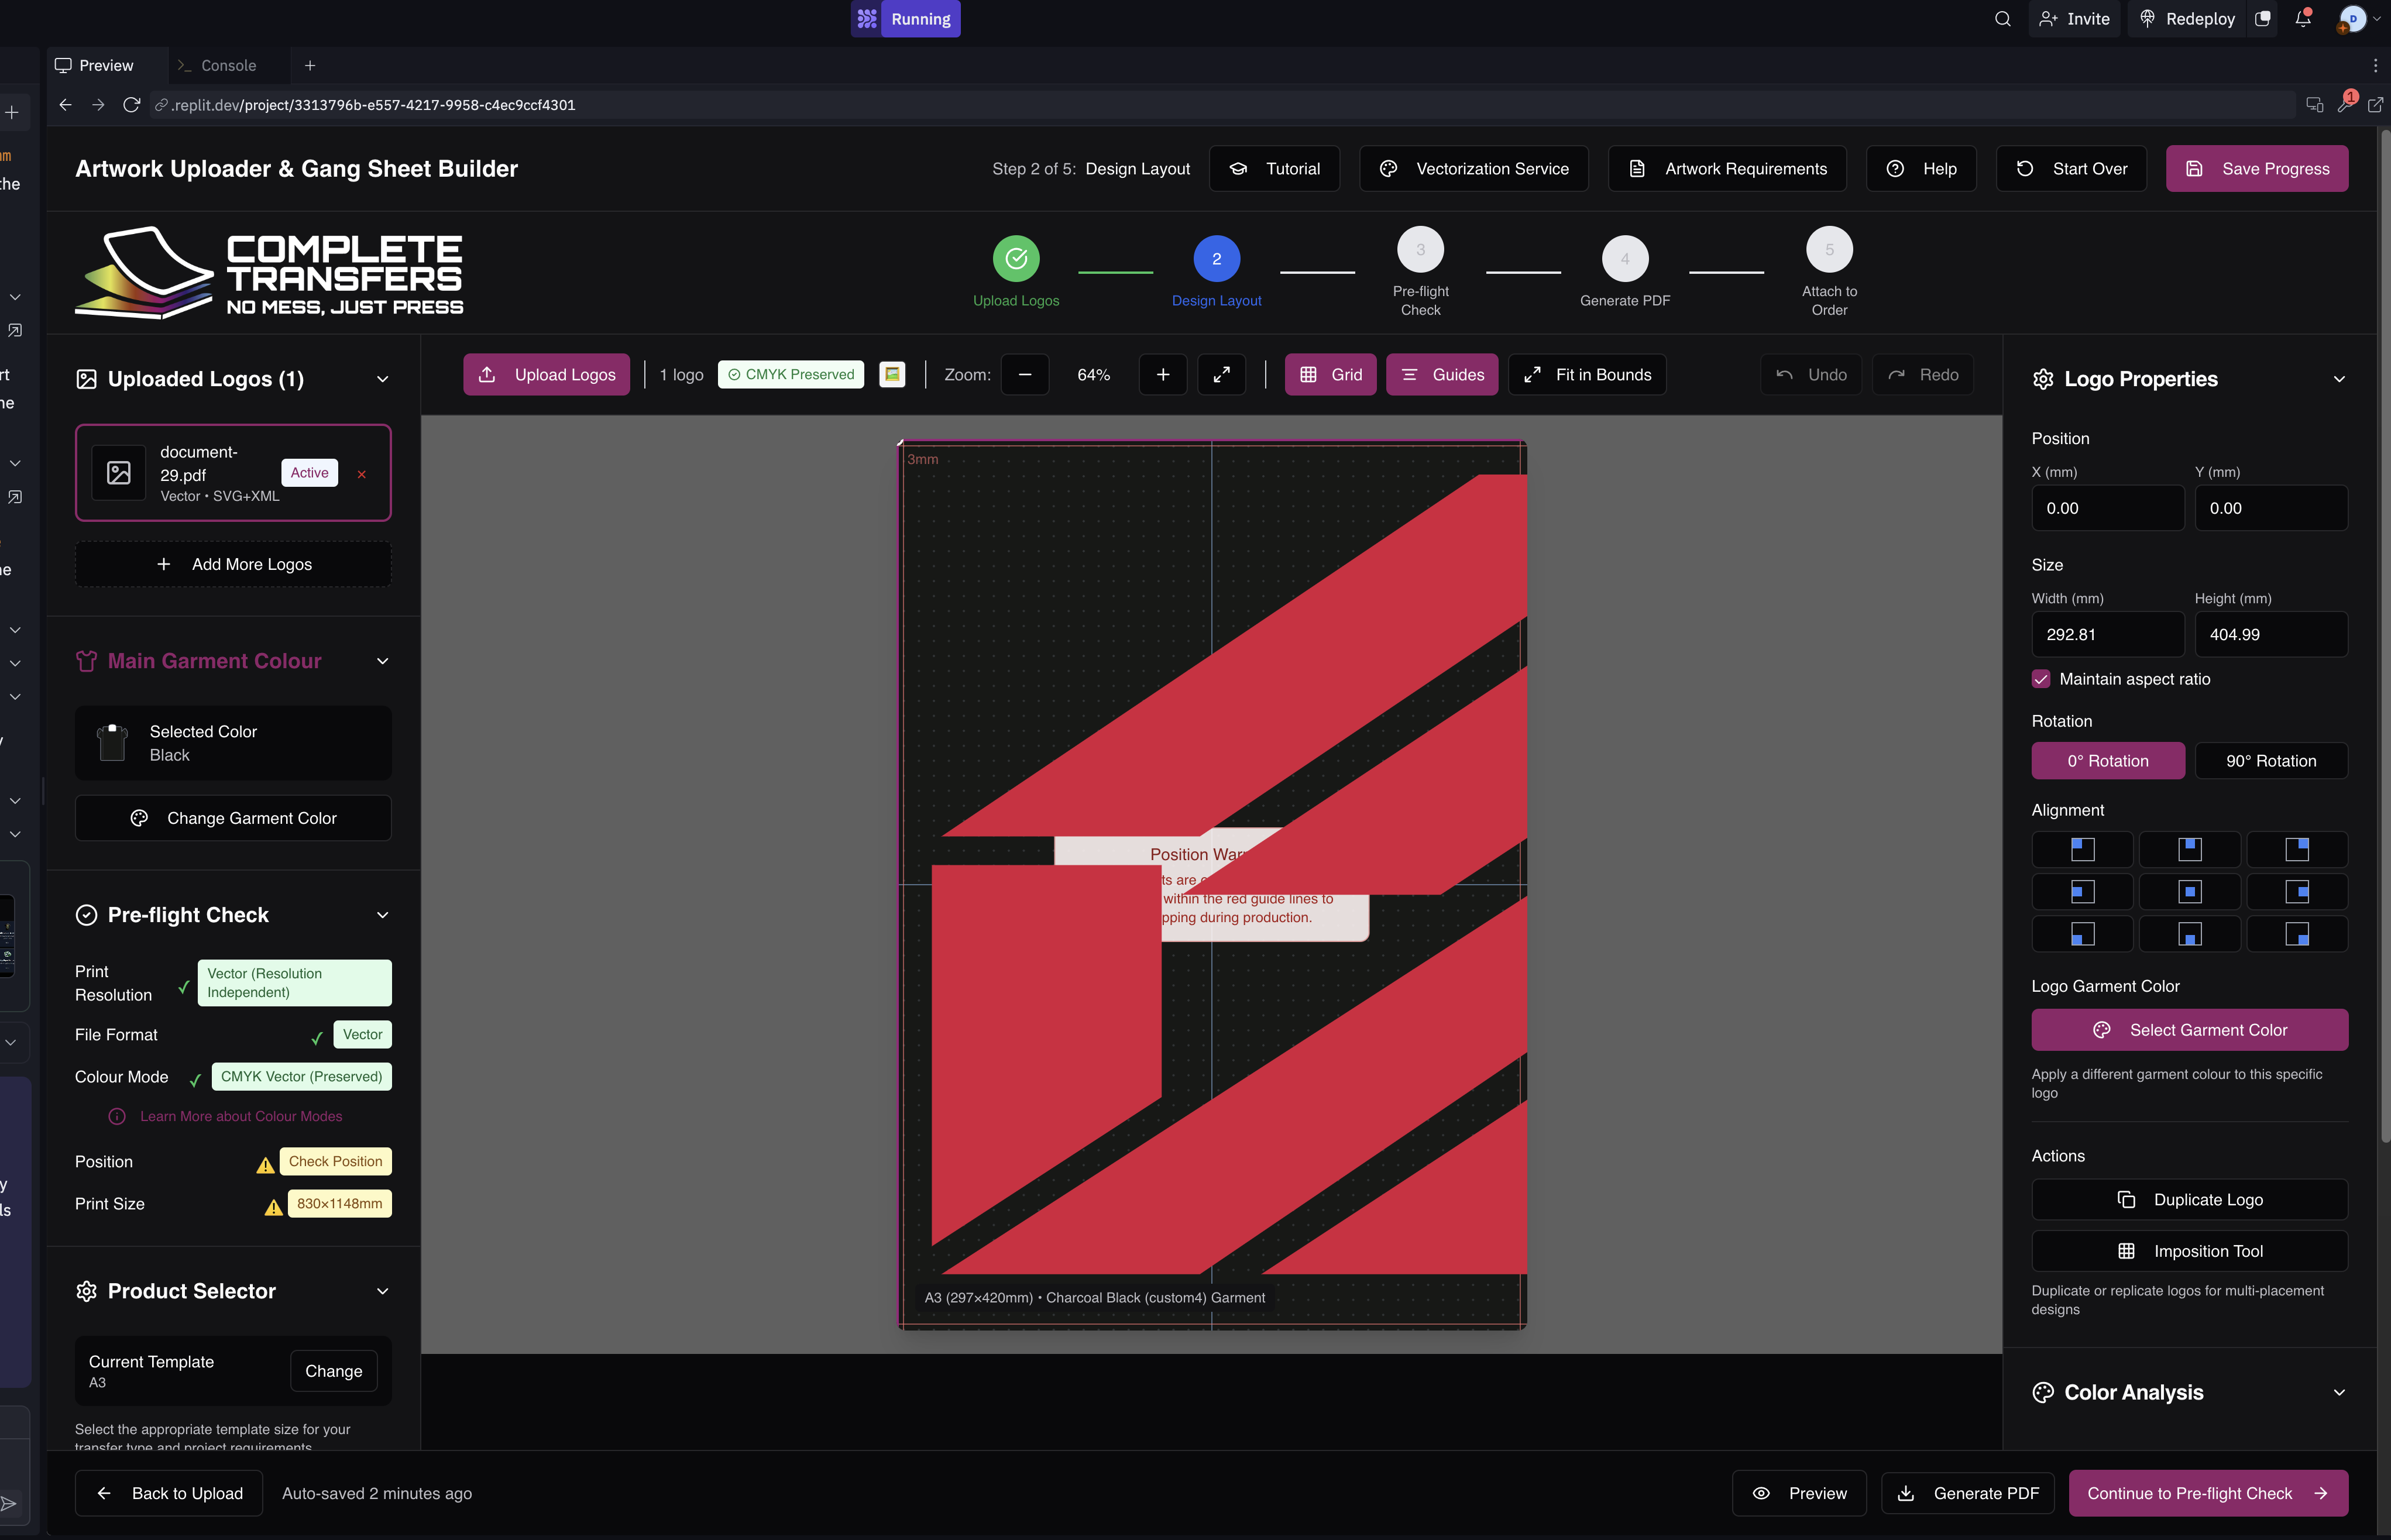 Running
Invite
Redeploy
D
Preview
Console
.replit.dev/project/3313796b-e557-4217-9958-c4ec9ccf4301
1
Artwork Uploader & Gang Sheet Builder
Step 2 of 5: Design Layout
Tutorial
Vectorization Service
Artwork Requirements
Help
Start Over
Save Progress
COMPLETE
TRANSFERS
NO MESS, JUST PRESS
Upload Logos
2
Design Layout
3
Pre-flight
Check
4
Generate PDF
5
Attach to
Order
Uploaded Logos (1)
document-
29.pdf
Vector • SVG+XML
Active
Add More Logos
Main Garment Colour
Selected Color
Black
Change Garment Color
Pre-flight Check
Print
Resolution
Vector (Resolution
Independent)
File Format
Vector
Colour Mode
CMYK Vector (Preserved)
Learn More about Colour Modes
Position
Check Position
Print Size
830×1148mm
Product Selector
Current Template
A3
Change
Select the appropriate template size for your
transfer type and project requirements
Upload Logos
1 logo
CMYK Preserved
Zoom:
64%
Grid
Guides
Fit in Bounds
Undo
Redo
3mm
Position
ts are
within the red guide lines to
pping during production.
A3 (297×420mm) • Charcoal Black (custom4) Garment
Logo Properties
Position
X (mm)
Y (mm)
0.00
0.00
Size
Width (mm)
Height (mm)
292.81
404.99
Maintain aspect ratio
Rotation
0° Rotation
90° Rotation
Alignment
Logo Garment Color
Select Garment Color
Apply a different garment colour to this specific
logo
Actions
Duplicate Logo
Imposition Tool
Duplicate or replicate logos for multi-placement
designs
Color Analysis
Back to Upload
Auto-saved 2 minutes ago
Preview
Generate PDF
Continue to Pre-flight Check